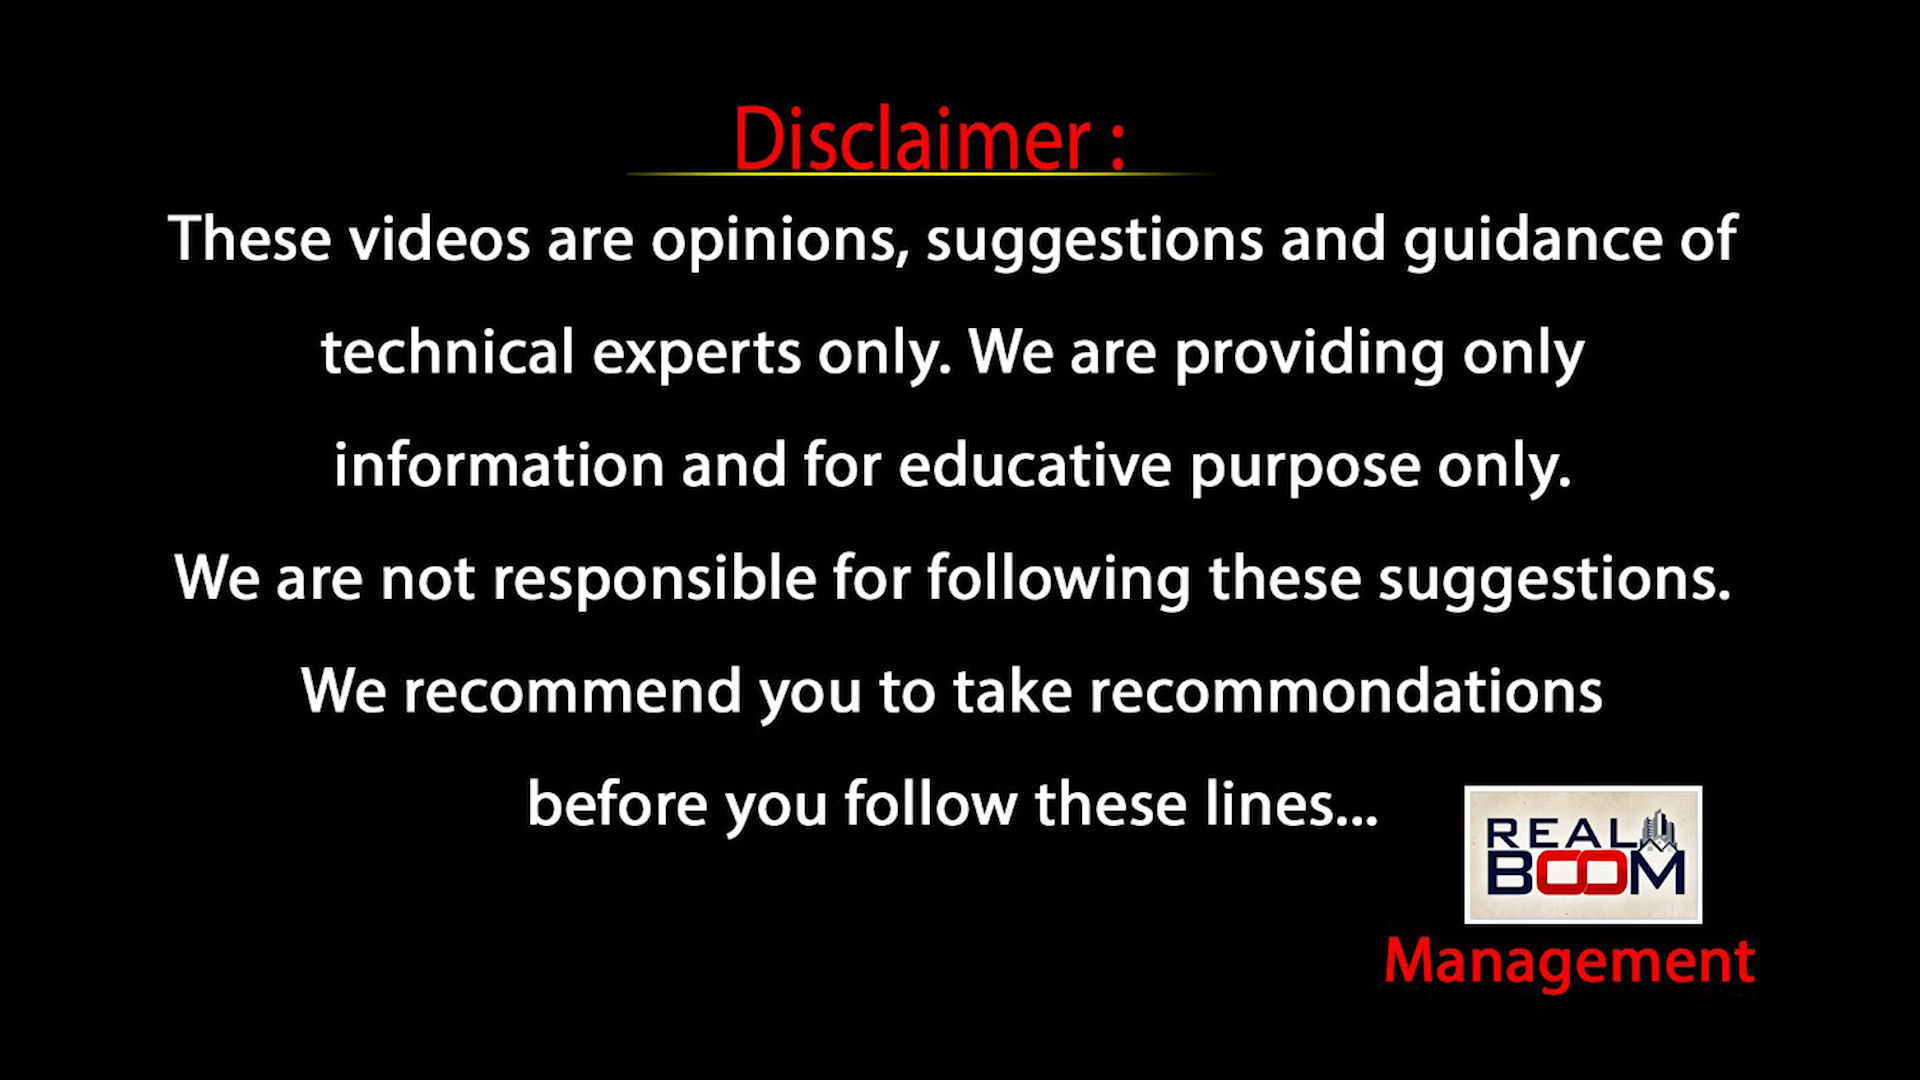 Disclaimer :
These videos are opinions, suggestions and guidance of
technical experts only. We are providing only
information and for educative purpose only.
We are not responsible for following these suggestions.
We recommend you to take recommondations
before you follow these lines...
REAL
BOOM
Management